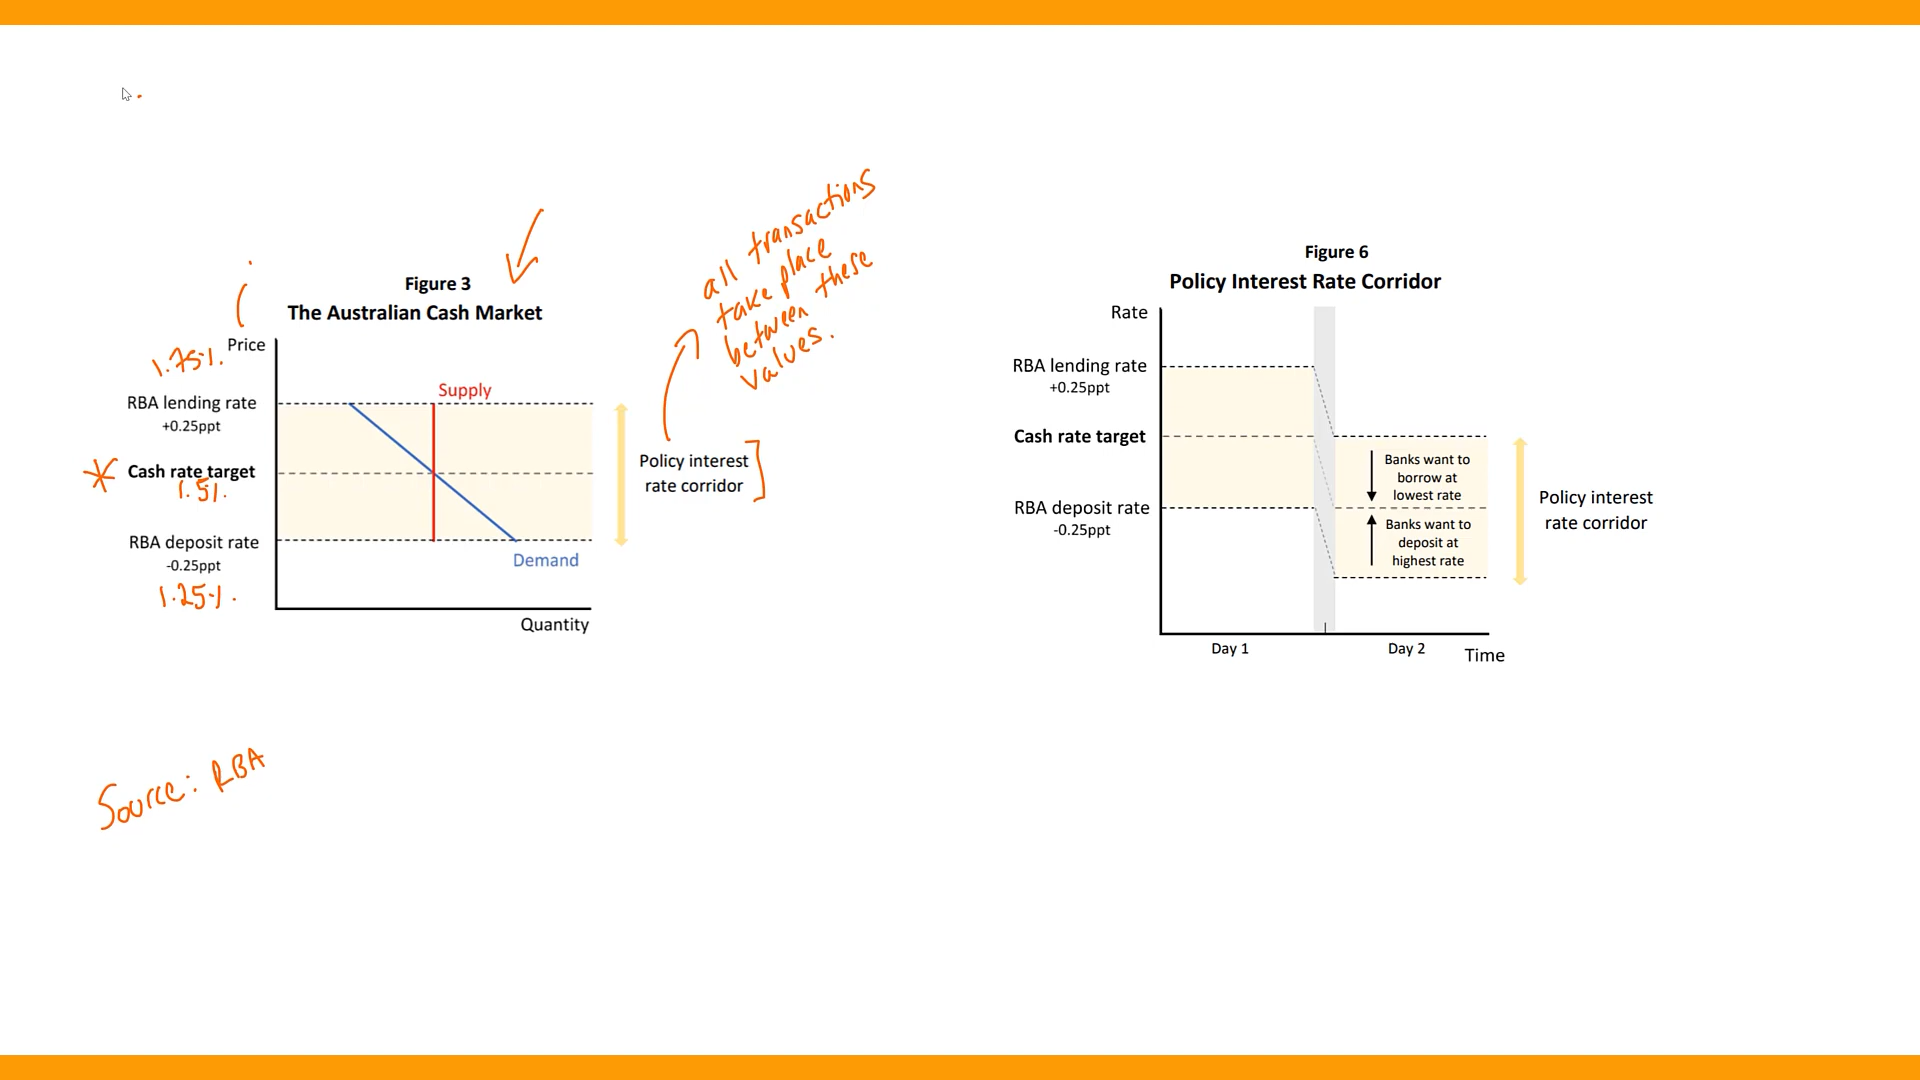 all transactions
take place
between these
values.
Figure 3
The Australian Cash Market
Price
1.75%.
RBA lending rate
+0.25ppt
Supply
Cash rate target
1.5%.
Policy interest
rate corridor
RBA deposit rate
-0.25ppt
1.25%.
Demand
Quantity
Source: RBA
Figure 6
Policy Interest Rate Corridor
Rate
RBA lending rate
+0.25ppt
Cash rate target
RBA deposit rate
-0.25ppt
Banks want to
borrow at
lowest rate
Banks want to
deposit at
highest rate
Policy interest
rate corridor
Day 1
Day 2
Time